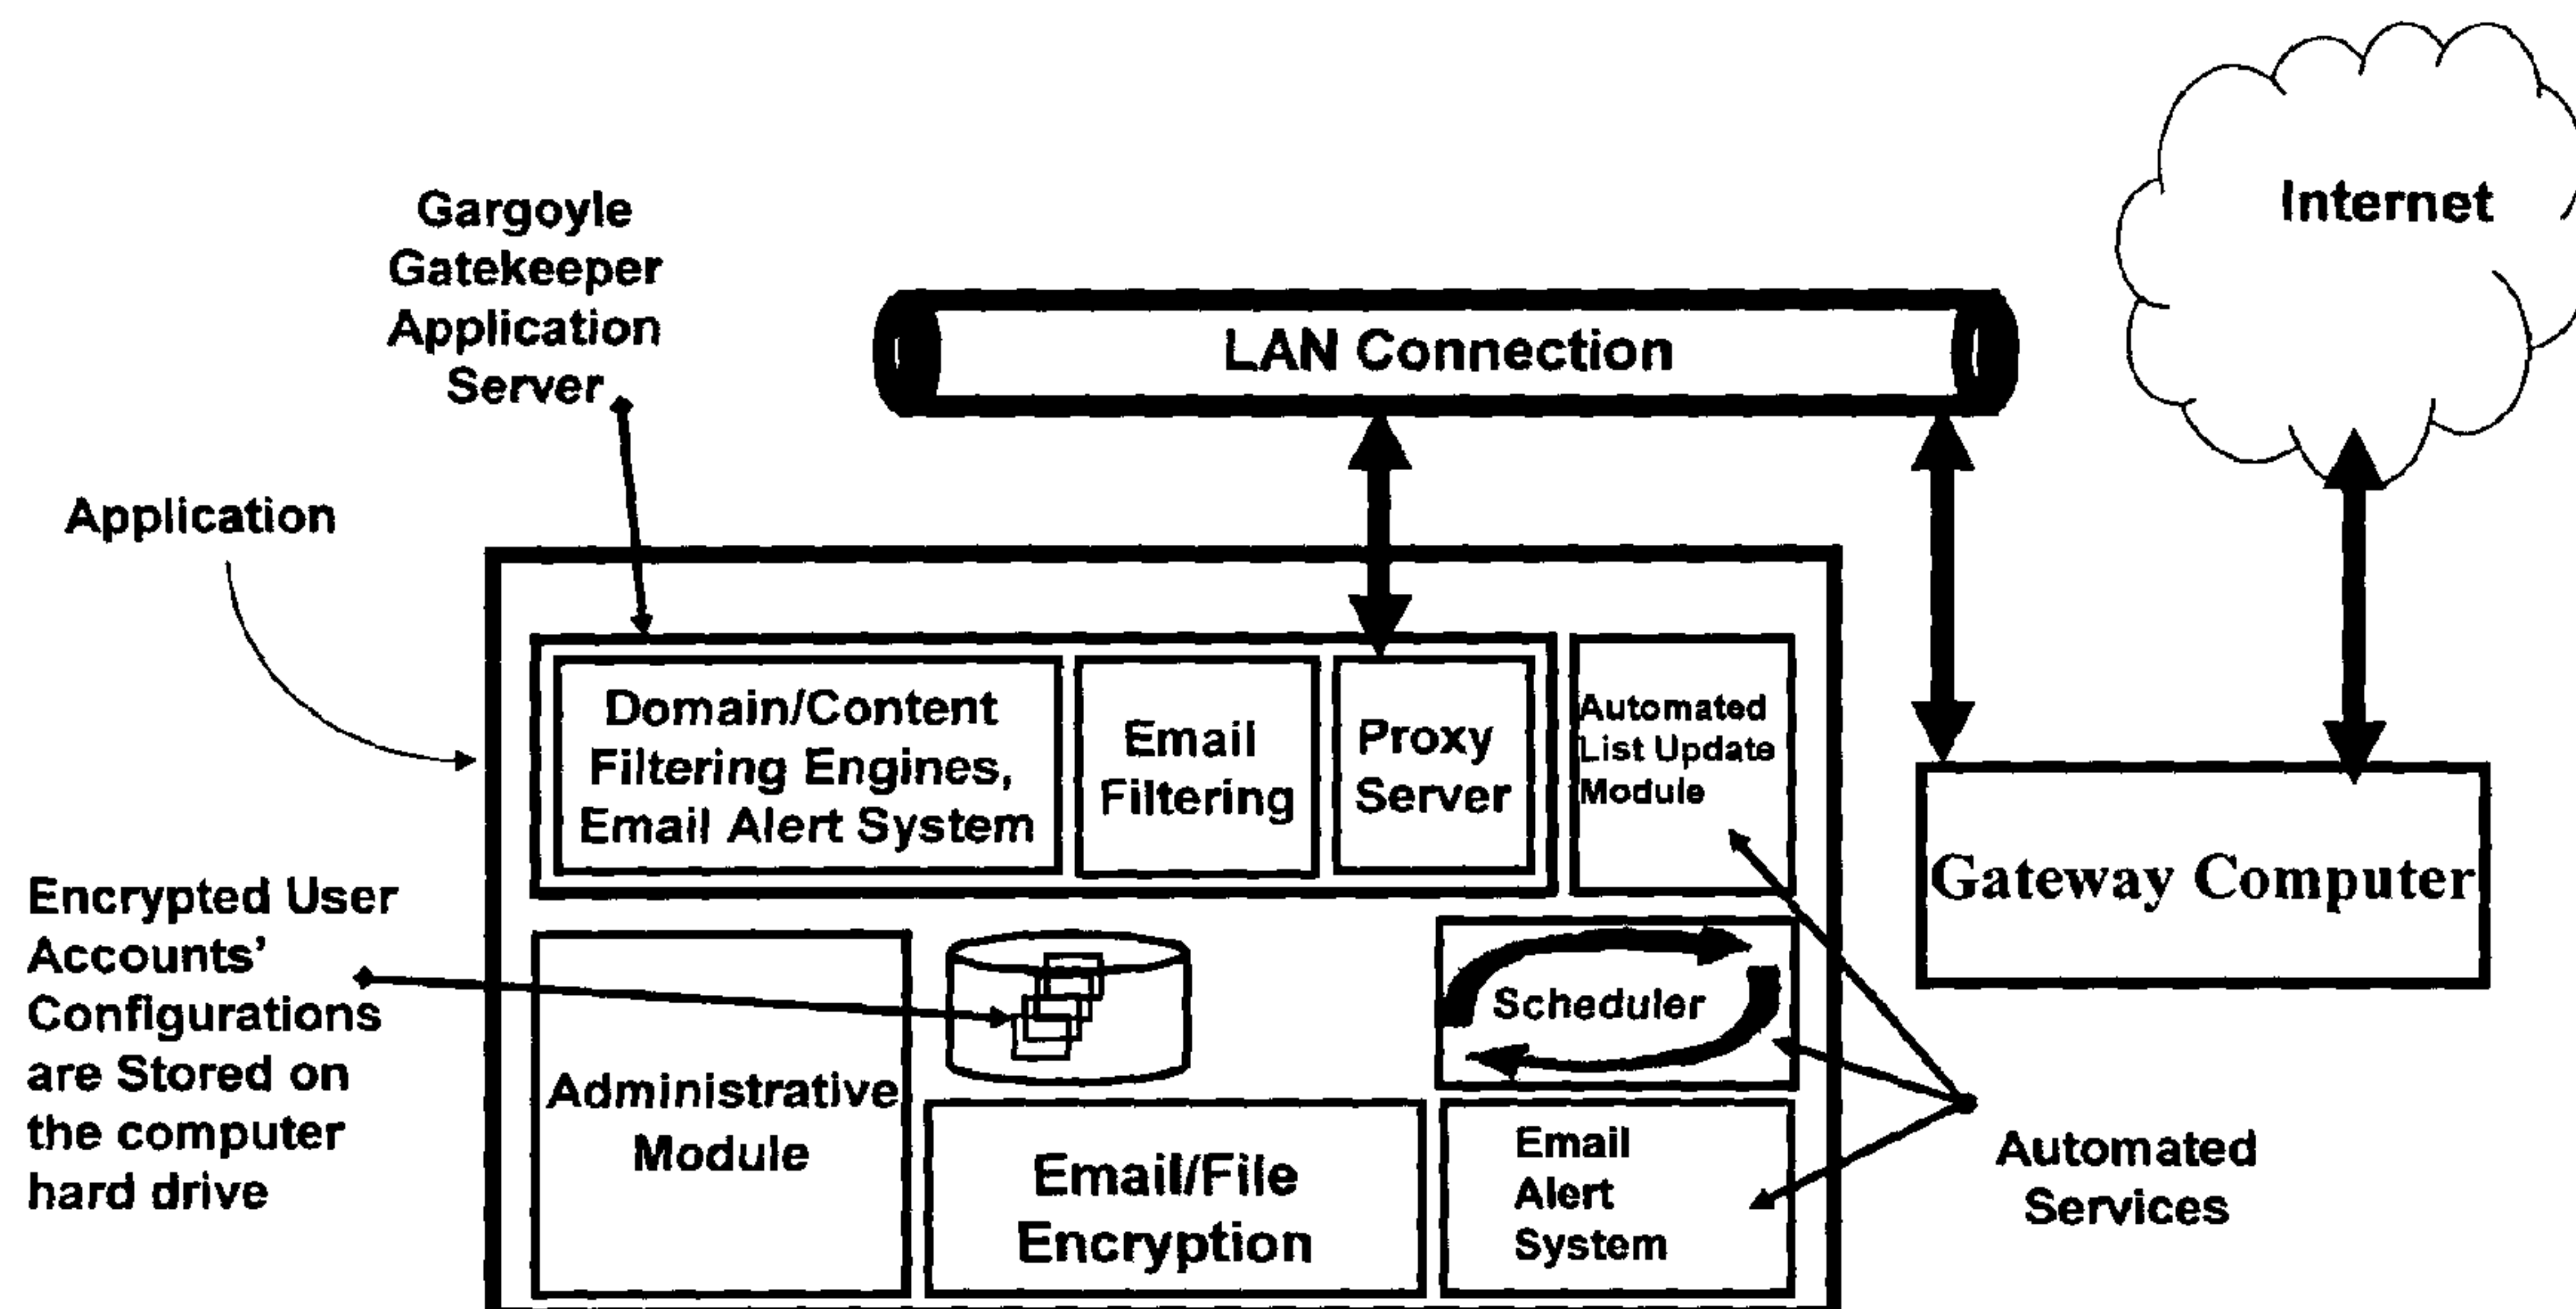 Internet
Gargoyle
Gatekeeper
Application
Server
LAN Connection
Application
Domain/Content
Filtering Engines,
Email Alert System
Email
Filtering
Proxy
Server
Automated
List Update
Module
Gateway Computer
Encrypted User
Accounts’
Configurations
are Stored on
the computer
hard drive
Administrative
Module
Scheduler
Email/File
Encryption
Email
Alert
System
Automated
Services